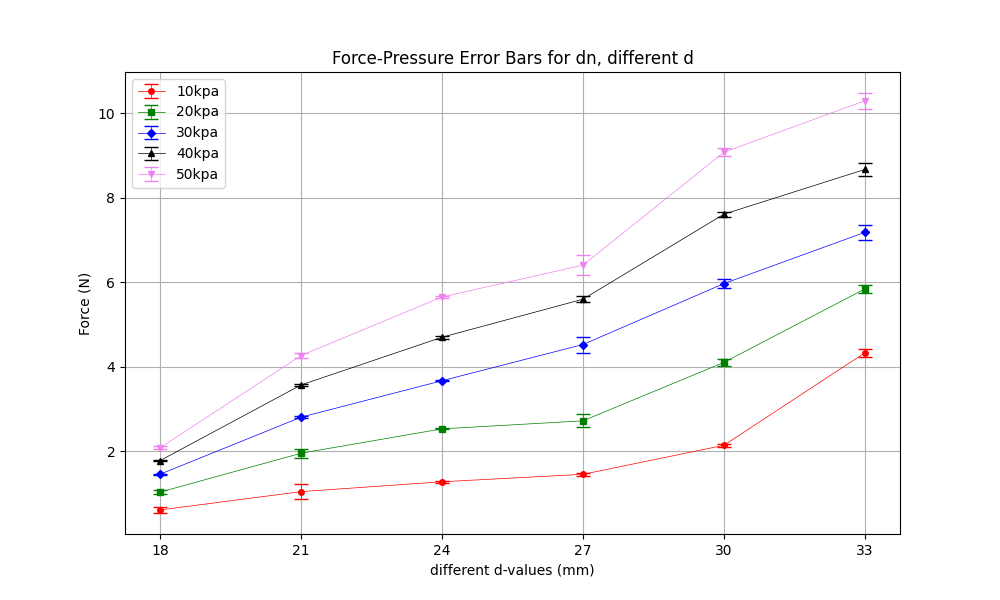 Force-Pressure Error Bars for dn, different d
10kpa
20kpa
30kpa
40kpa
50kpa
10
8
6
4
2
Force (N)
18 21 24 27 30 33
different d-values (mm)